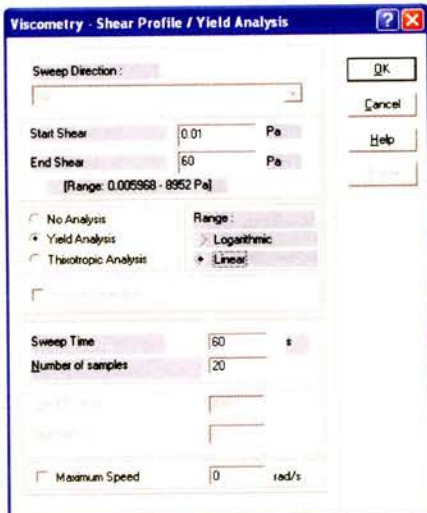 Viscometry - Shear Profile / Yield Analysis
Sweep Direction :
OK
Cancel
Help
Start Shear 0.01 Pa
End Shear 60 Pa
[Range: 0.005968 - 8952 Pa]
No Analysis
Yield Analysis
Thixotropic Analysis
Range :
Logarithmic
Linear
Sweep Time 60 s
Number of samples 20
Maximum Speed 0 rad/s